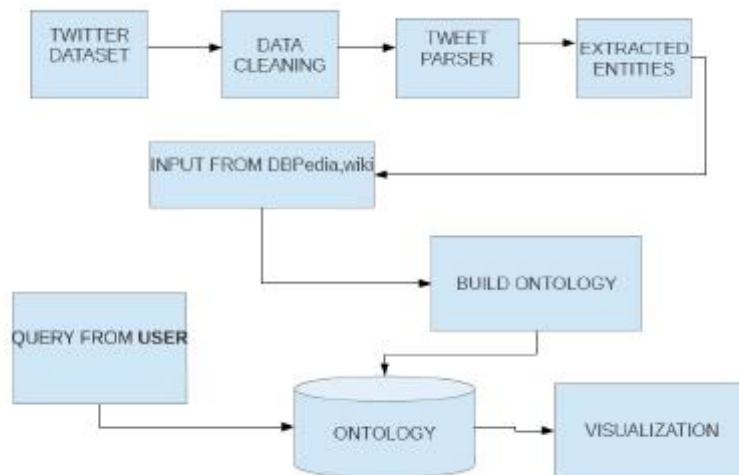 TWITTER
DATASET
DATA
CLEANING
TWEET
PARSER
EXTRACTED
ENTITIES
INPUT FROM DBPedia,wiki
BUILD ONTOLOGY
QUERY FROM USER
ONTOLOGY
VISUALIZATION